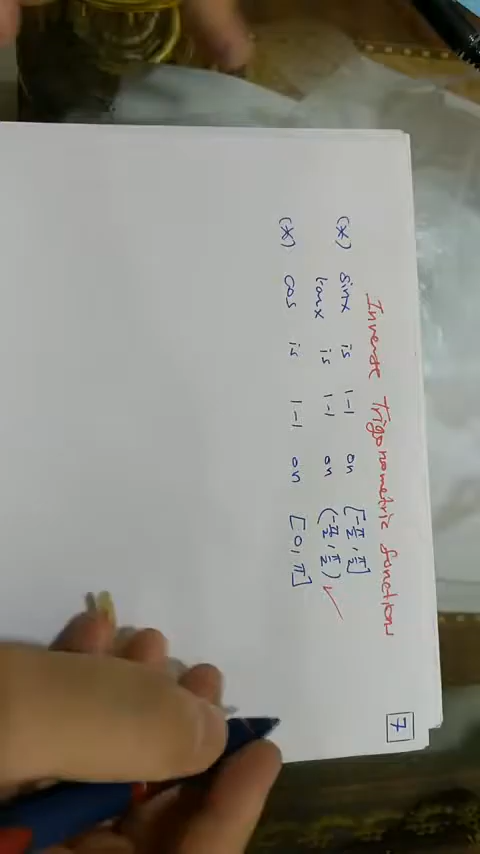 7
Inverse Trigonometric function
(*) sinx is 1-1 on [-π/2, π/2]
tanx is 1-1 on (-π/2, π/2) ✓
(*) cos is 1-1 on [0, π]